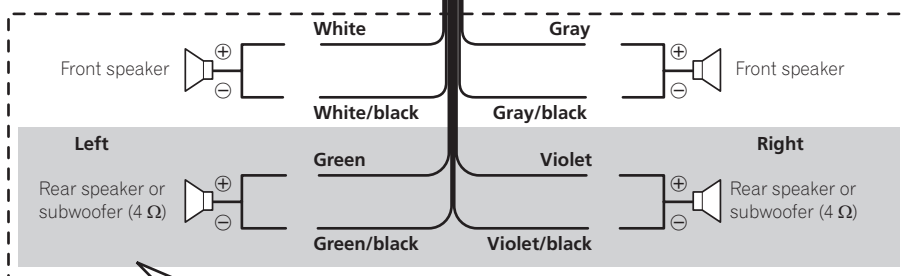 White
Gray
⊕
⊕
Front speaker
Front speaker
⊖
⊖
White/black
Gray/black
Left
Right
Green
Violet
⊕
⊕
Rear speaker or
subwoofer (4 Ω)
Rear speaker or
subwoofer (4 Ω)
⊖
⊖
Green/black
Violet/black